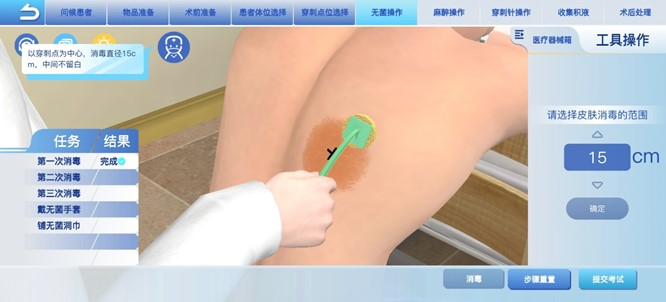 问候患者 物品准备 术前准备 患者体位选择 穿刺点位选择 无菌操作 麻醉操作 穿刺针操作 收集积液 术后处理
医疗器械箱 工具操作
以穿刺点为中心，消毒直径15c
m，中间不留白
请选择皮肤消毒的范围
15 cm
确定
任务 结果
第一次消毒 完成
第二次消毒
第三次消毒
戴无菌手套
铺无菌洞巾
消毒 步骤重置 提交考试